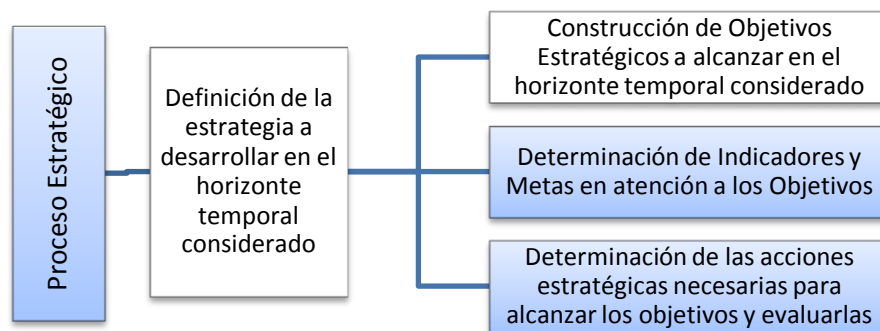 Proceso Estratégico
Definición de la
estrategia a
desarrollar en el
horizonte
temporal
considerado
Construcción de Objetivos
Estratégicos a alcanzar en el
horizonte temporal considerado
Determinación de Indicadores y
Metas en atención a los Objetivos
Determinación de las acciones
estratégicas necesarias para
alcanzar los objetivos y evaluarlas